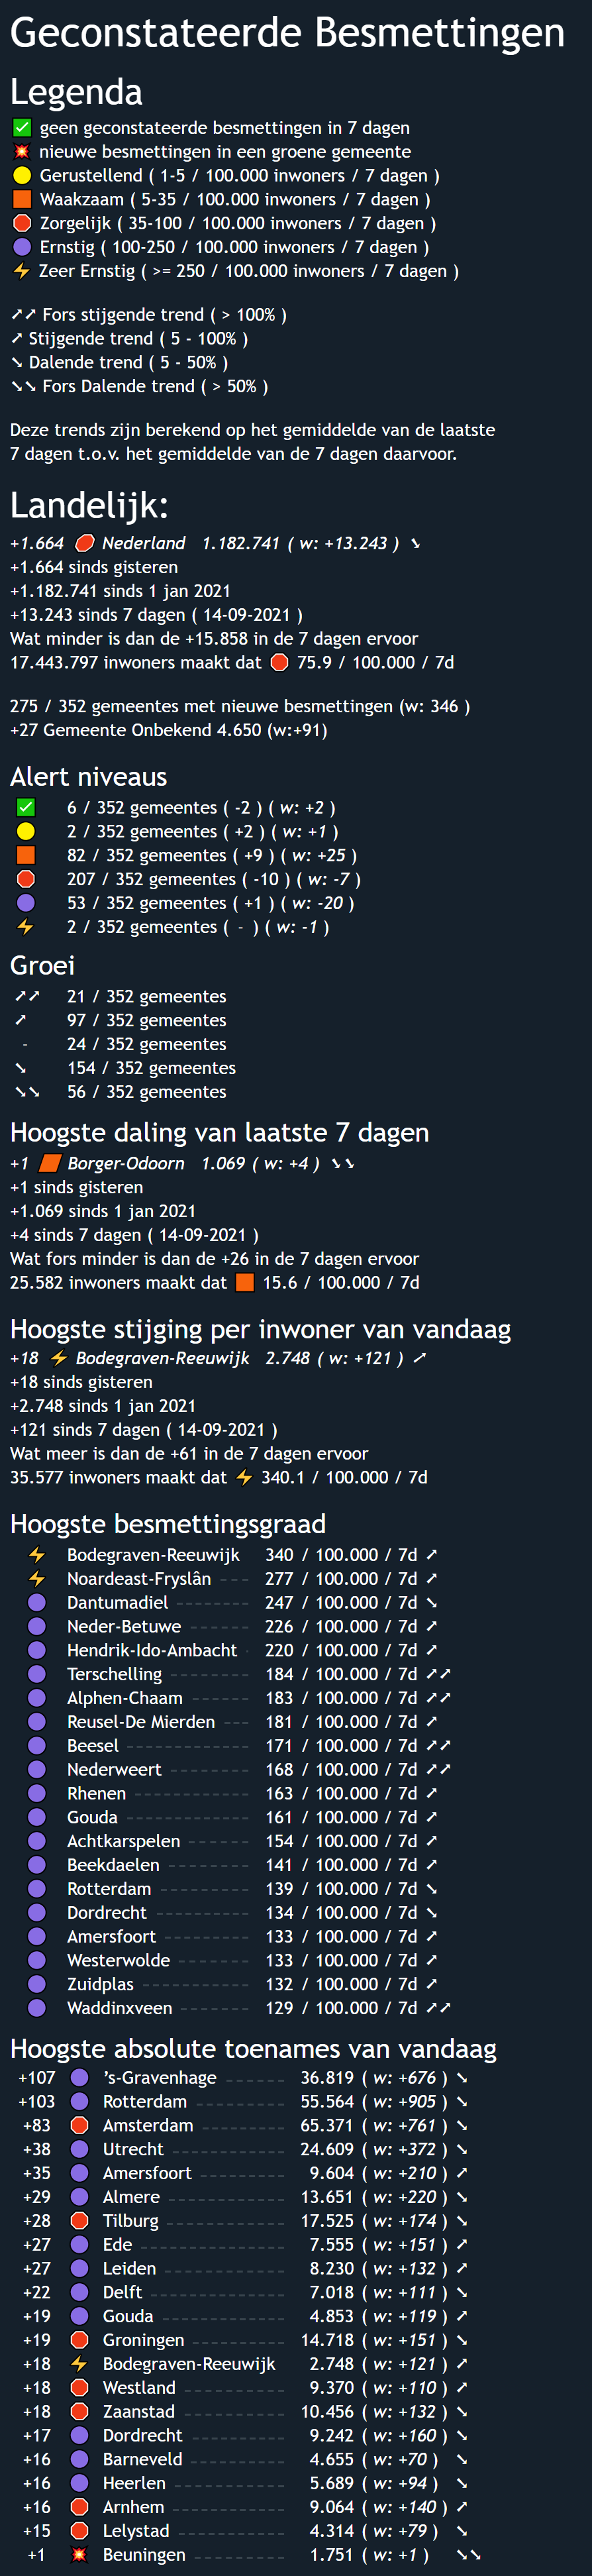 Geconstateerde Besmettingen
Legenda
✅ geen geconstateerde besmettingen in 7 dagen
💥 nieuwe besmettingen in een groene gemeente
🟡 Gerustellend ( 1-5 / 100.000 inwoners / 7 dagen )
🟧 Waakzaam ( 5-35 / 100.000 inwoners / 7 dagen )
🛑 Zorgelijk ( 35-100 / 100.000 inwoners / 7 dagen )
🟣 Ernstig ( 100-250 / 100.000 inwoners / 7 dagen )
⚡ Zeer Ernstig ( >= 250 / 100.000 inwoners / 7 dagen )
➚➚ Fors stijgende trend ( > 100% )
➚ Stijgende trend ( 5 - 100% )
➘ Dalende trend ( 5 - 50% )
➘➘ Fors Dalende trend ( > 50% )
Deze trends zijn berekend op het gemiddelde van de laatste
7 dagen t.o.v. het gemiddelde van de 7 dagen daarvoor.
Landelijk:
+1.664 🛑 Nederland 1.182.741 ( w: +13.243 ) ➘
+1.664 sinds gisteren
+1.182.741 sinds 1 jan 2021
+13.243 sinds 7 dagen ( 14-09-2021 )
Wat minder is dan de +15.858 in de 7 dagen ervoor
17.443.797 inwoners maakt dat 🛑 75.9 / 100.000 / 7d
275 / 352 gemeentes met nieuwe besmettingen (w: 346 )
+27 Gemeente Onbekend 4.650 (w:+91)
Alert niveaus
✅ 6 / 352 gemeentes ( -2 ) ( w: +2 )
🟡 2 / 352 gemeentes ( +2 ) ( w: +1 )
🟧 82 / 352 gemeentes ( +9 ) ( w: +25 )
🛑 207 / 352 gemeentes ( -10 ) ( w: -7 )
🟣 53 / 352 gemeentes ( +1 ) ( w: -20 )
⚡ 2 / 352 gemeentes ( - ) ( w: -1 )
Groei
➚➚ 21 / 352 gemeentes
➚ 97 / 352 gemeentes
- 24 / 352 gemeentes
➘ 154 / 352 gemeentes
➘➘ 56 / 352 gemeentes
Hoogste daling van laatste 7 dagen
+1 🟧 Borger-Odoorn 1.069 ( w: +4 ) ➘➘
+1 sinds gisteren
+1.069 sinds 1 jan 2021
+4 sinds 7 dagen ( 14-09-2021 )
Wat fors minder is dan de +26 in de 7 dagen ervoor
25.582 inwoners maakt dat 🟧 15.6 / 100.000 / 7d
Hoogste stijging per inwoner van vandaag
+18 ⚡ Bodegraven-Reeuwijk 2.748 ( w: +121 ) ➚
+18 sinds gisteren
+2.748 sinds 1 jan 2021
+121 sinds 7 dagen ( 14-09-2021 )
Wat meer is dan de +61 in de 7 dagen ervoor
35.577 inwoners maakt dat ⚡ 340.1 / 100.000 / 7d
Hoogste besmettingsgraad
⚡ Bodegraven-Reeuwijk 340 / 100.000 / 7d ➚
⚡ Noardeast-Fryslân --- 277 / 100.000 / 7d ➚
🟣 Dantumadiel -------- 247 / 100.000 / 7d ➘
🟣 Neder-Betuwe ------- 226 / 100.000 / 7d ➚
🟣 Hendrik-Ido-Ambacht - 220 / 100.000 / 7d ➚
🟣 Terschelling -------- 184 / 100.000 / 7d ➚➚
🟣 Alphen-Chaam ------ 183 / 100.000 / 7d ➚➚
🟣 Reusel-De Mierden --- 181 / 100.000 / 7d ➚
🟣 Beesel ------------- 171 / 100.000 / 7d ➚➚
🟣 Nederweert -------- 168 / 100.000 / 7d ➚➚
🟣 Rhenen ------------ 163 / 100.000 / 7d ➚
🟣 Gouda ------------- 161 / 100.000 / 7d ➚
🟣 Achtkarspelen ------ 154 / 100.000 / 7d ➚
🟣 Beekdaelen -------- 141 / 100.000 / 7d ➚
🟣 Rotterdam --------- 139 / 100.000 / 7d ➘
🟣 Dordrecht ---------- 134 / 100.000 / 7d ➘
🟣 Amersfoort --------- 133 / 100.000 / 7d ➚
🟣 Westerwolde ------- 133 / 100.000 / 7d ➚
🟣 Zuidplas ----------- 132 / 100.000 / 7d ➚
🟣 Waddinxveen ------- 129 / 100.000 / 7d ➚➚
Hoogste absolute toenames van vandaag
+107 🟣 ’s-Gravenhage ------ 36.819 ( w: +676 ) ➘
+103 🟣 Rotterdam --------- 55.564 ( w: +905 ) ➘
+83 🛑 Amsterdam --------- 65.371 ( w: +761 ) ➘
+38 🟣 Utrecht ------------ 24.609 ( w: +372 ) ➘
+35 🟣 Amersfoort --------- 9.604 ( w: +210 ) ➚
+29 🟣 Almere ------------ 13.651 ( w: +220 ) ➘
+28 🛑 Tilburg ------------ 17.525 ( w: +174 ) ➘
+27 🟣 Ede --------------- 7.555 ( w: +151 ) ➚
+27 🟣 Leiden ------------ 8.230 ( w: +132 ) ➚
+22 🟣 Delft -------------- 7.018 ( w: +111 ) ➘
+19 🟣 Gouda ------------- 4.853 ( w: +119 ) ➚
+19 🛑 Groningen --------- 14.718 ( w: +151 ) ➘
+18 ⚡ Bodegraven-Reeuwijk 2.748 ( w: +121 ) ➚
+18 🛑 Westland ---------- 9.370 ( w: +110 ) ➚
+18 🛑 Zaanstad ---------- 10.456 ( w: +132 ) ➘
+17 🟣 Dordrecht --------- 9.242 ( w: +160 ) ➘
+16 🟣 Barneveld --------- 4.655 ( w: +70 ) ➘
+16 🟣 Heerlen ----------- 5.689 ( w: +94 ) ➘
+16 🛑 Arnhem ----------- 9.064 ( w: +140 ) ➚
+15 🛑 Lelystad ---------- 4.314 ( w: +79 ) ➘
+1 💥 Beuningen --------- 1.751 ( w: +1 ) ➘➘